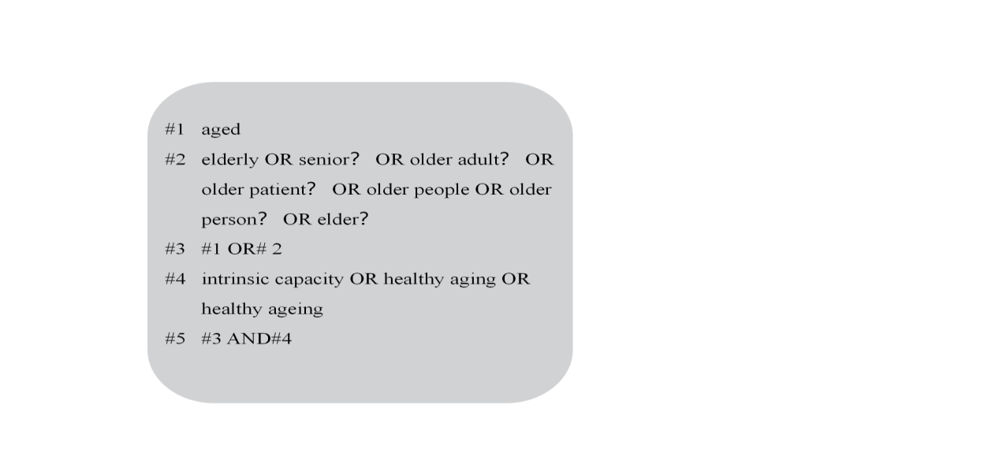 #1 aged
#2 elderly OR senior? OR older adult? OR
older patient? OR older people OR older
person? OR elder?
#3 #1 OR# 2
#4 intrinsic capacity OR healthy aging OR
healthy ageing
#5 #3 AND#4